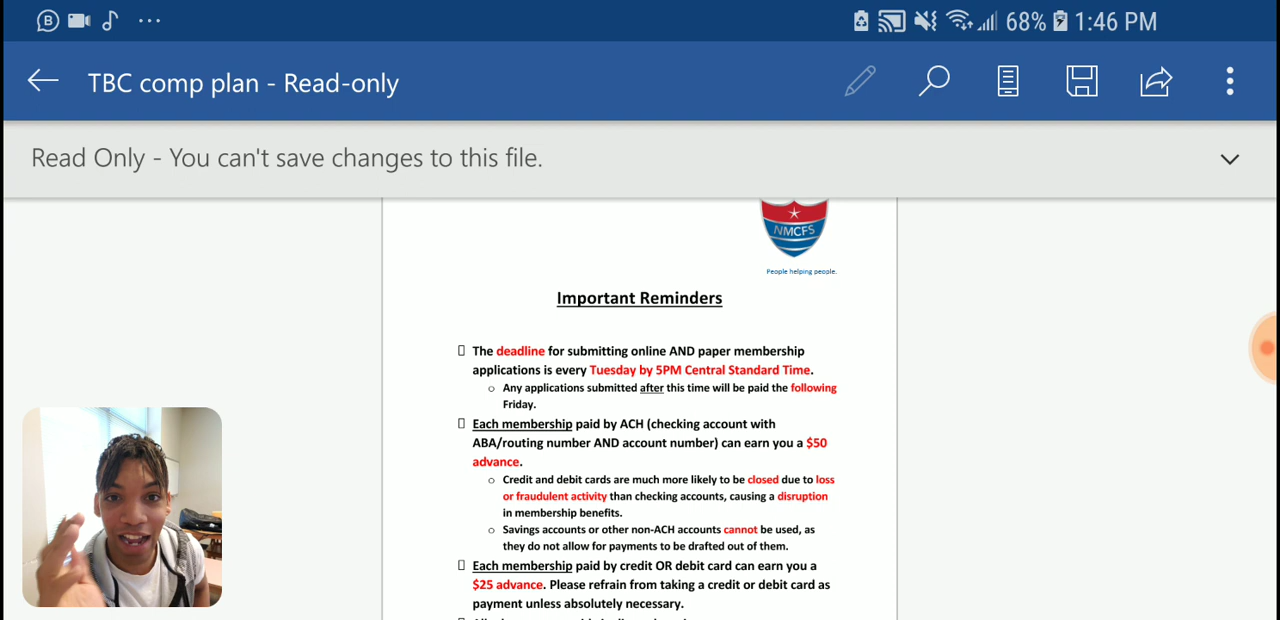 68% 1:46 PM
TBC comp plan - Read-only
Read Only - You can't save changes to this file.
NMCFS
People helping people.
Important Reminders
The deadline for submitting online AND paper membership
applications is every Tuesday by 5PM Central Standard Time.
o Any applications submitted after this time will be paid the following
Friday.
Each membership paid by ACH (checking account with
ABA/routing number AND account number) can earn you a $50
advance.
o Credit and debit cards are much more likely to be closed due to loss
or fraudulent activity than checking accounts, causing a disruption
in membership benefits.
o Savings accounts or other non-ACH accounts cannot be used, as
they do not allow for payments to be drafted out of them.
Each membership paid by credit OR debit card can earn you a
$25 advance. Please refrain from taking a credit or debit card as
payment unless absolutely necessary.